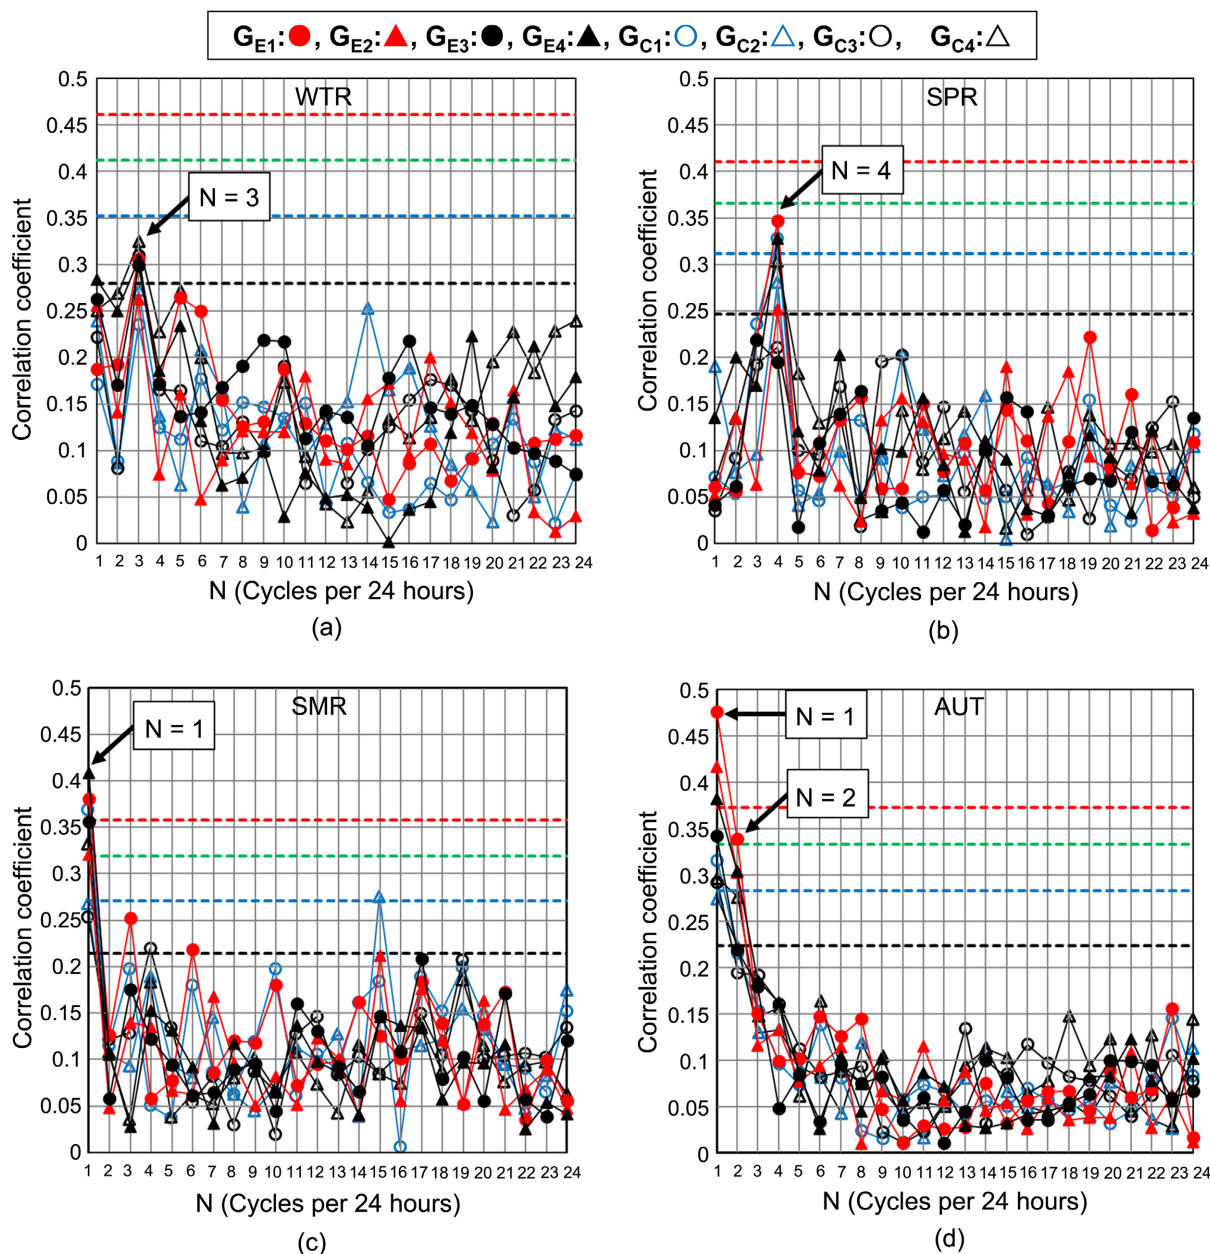 G_E1:●, G_E2:▲, G_E3:●, G_E4:▲, G_C1:○, G_C2:△, G_C3:○, G_C4:△
WTR
N = 3
Correlation coefficient
0.5
0.45
0.4
0.35
0.3
0.25
0.2
0.15
0.1
0.05
0
1 2 3 4 5 6 7 8 9 10 11 12 13 14 15 16 17 18 19 20 21 22 23 24
N (Cycles per 24 hours)
(a)
SPR
N = 4
Correlation coefficient
0.5
0.45
0.4
0.35
0.3
0.25
0.2
0.15
0.1
0.05
0
1 2 3 4 5 6 7 8 9 10 11 12 13 14 15 16 17 18 19 20 21 22 23 24
N (Cycles per 24 hours)
(b)
SMR
N = 1
Correlation coefficient
0.5
0.45
0.4
0.35
0.3
0.25
0.2
0.15
0.1
0.05
0
1 2 3 4 5 6 7 8 9 10 11 12 13 14 15 16 17 18 19 20 21 22 23 24
N (Cycles per 24 hours)
(c)
AUT
N = 1
N = 2
Correlation coefficient
0.5
0.45
0.4
0.35
0.3
0.25
0.2
0.15
0.1
0.05
0
1 2 3 4 5 6 7 8 9 10 11 12 13 14 15 16 17 18 19 20 21 22 23 24
N (Cycles per 24 hours)
(d)